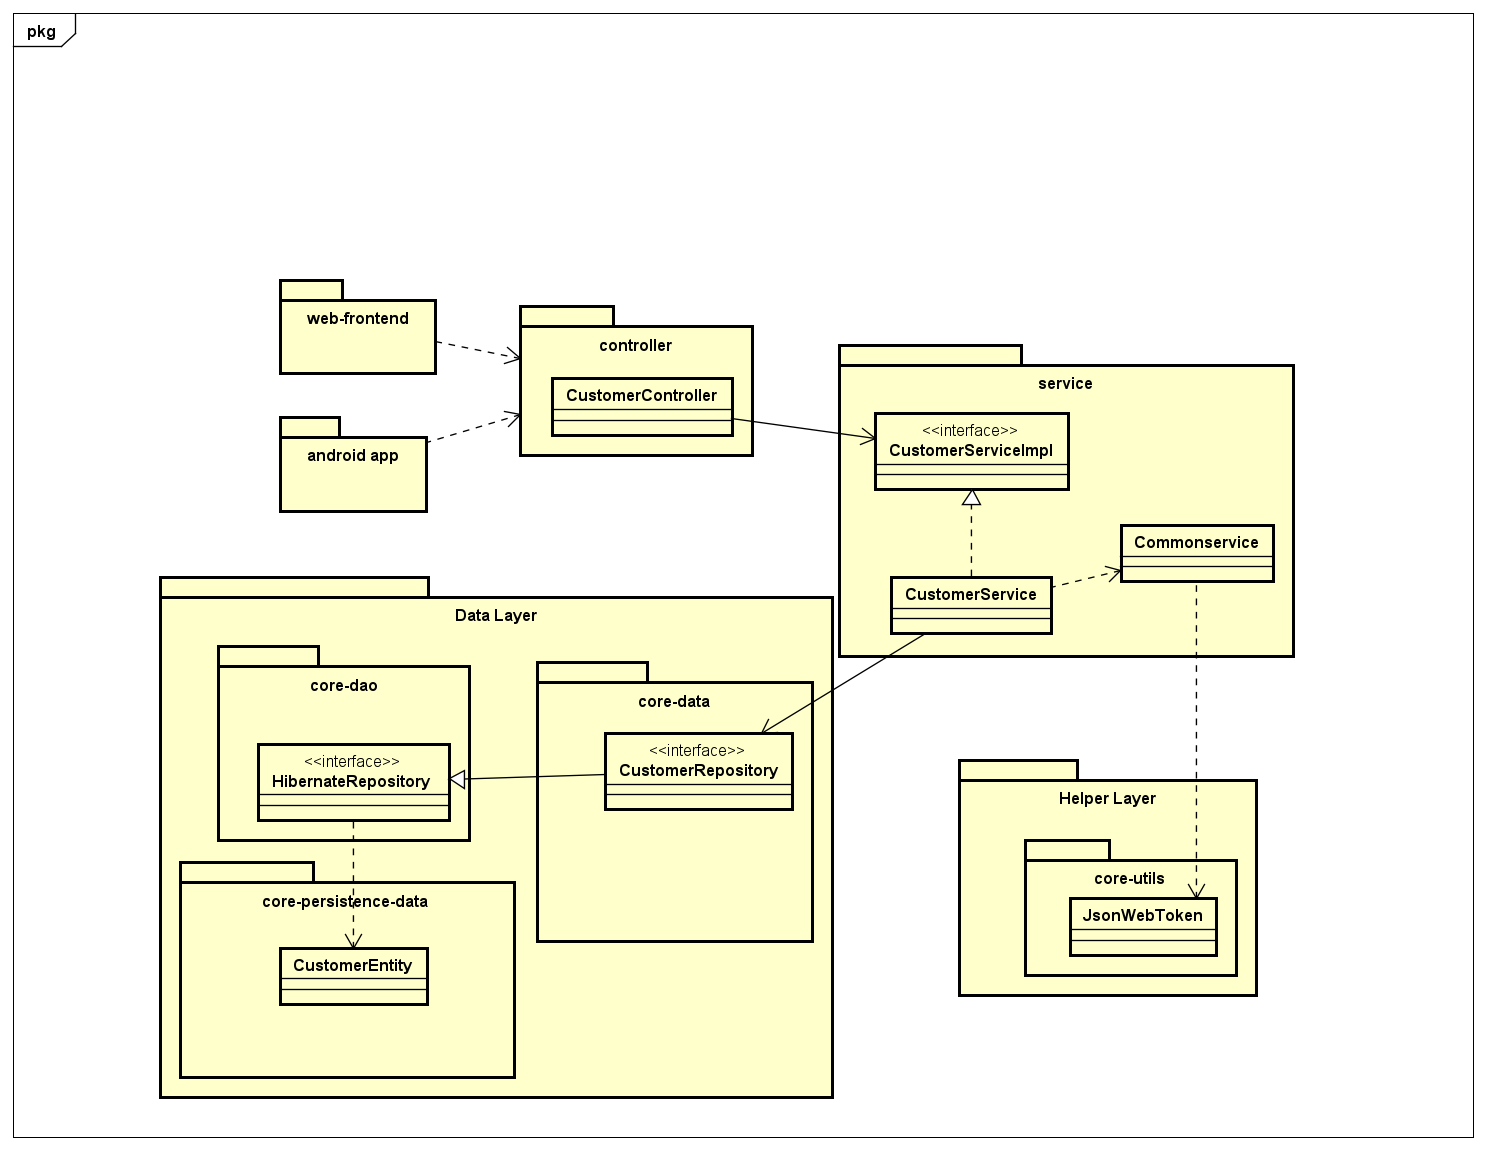 pkg
web-frontend
controller
CustomerController
android app
service
<<interface>>
CustomerServiceImpl
Commonservice
CustomerService
Data Layer
core-dao
<<interface>>
HibernateRepository
core-data
<<interface>>
CustomerRepository
core-persistence-data
CustomerEntity
Helper Layer
core-utils
JsonWebToken